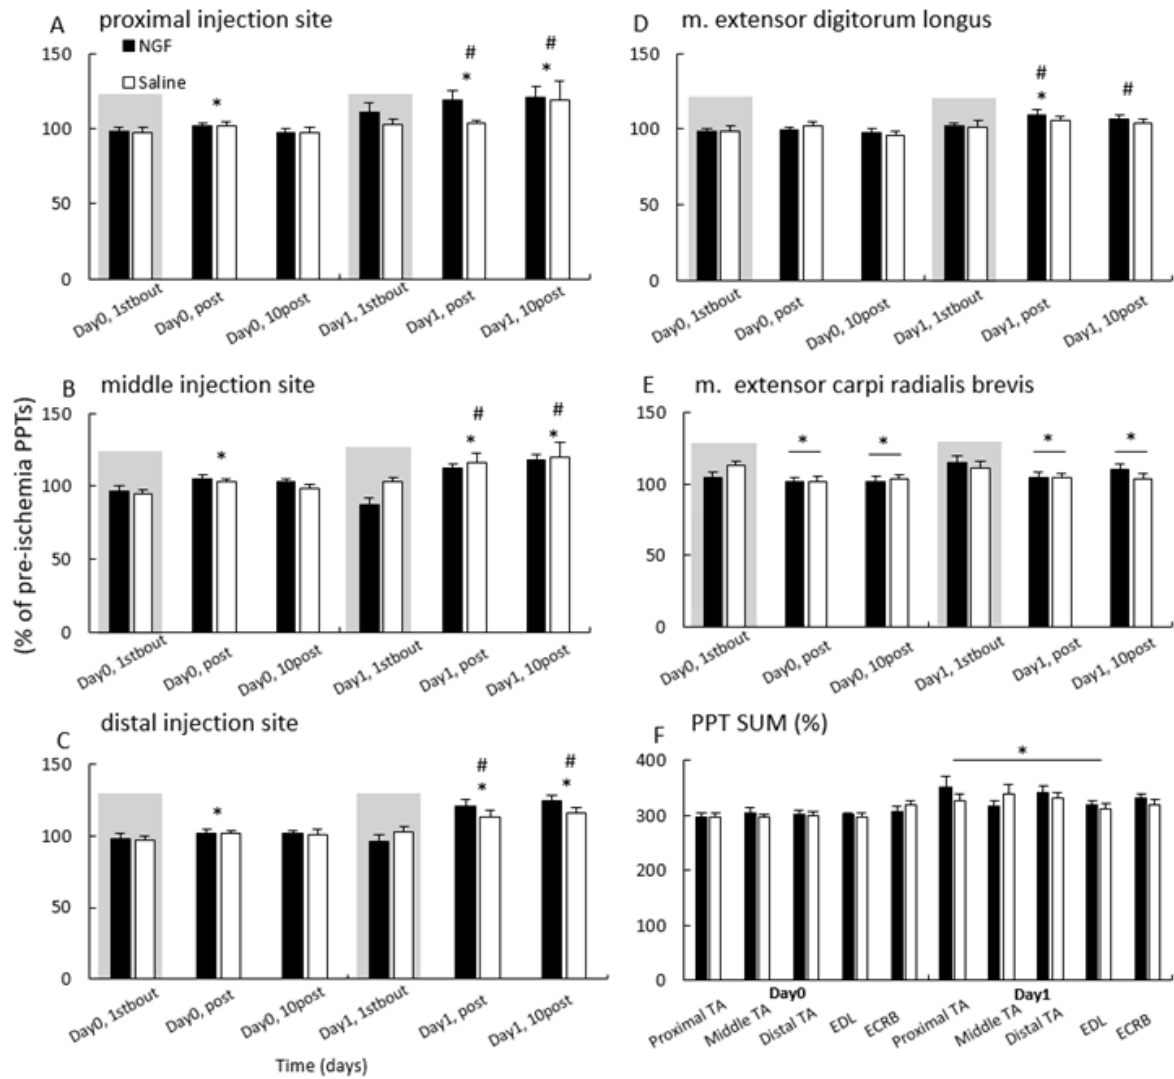 A proximal injection site
NGF
Saline
# #
* * *
150
100
50
0
Day0, 1stbout
Day0, post
Day0, 10post
Day1, 1stbout
Day1, post
Day1, 10post
D m. extensor digitorum longus
# #
*
150
100
50
0
Day0, 1stbout
Day0, post
Day0, 10post
Day1, 1stbout
Day1, post
Day1, 10post
B middle injection site
# #
* * *
150
100
50
0
Day0, 1stbout
Day0, post
Day0, 10post
Day1, 1stbout
Day1, post
Day1, 10post
(% of pre-ischemia PPTs)
E m. extensor carpi radialis brevis
* * * *
150
100
50
0
Day0, 1stbout
Day0, post
Day0, 10post
Day1, 1stbout
Day1, post
Day1, 10post
C distal injection site
# #
* * *
150
100
50
0
Day0, 1stbout
Day0, post
Day0, 10post
Day1, 1stbout
Day1, post
Day1, 10post
Time (days)
F PPT SUM (%)
*
400
300
200
100
0
Day0 Day1
Proximal TA
Middle TA
Distal TA
EDL
ECRB
Proximal TA
Middle TA
Distal TA
EDL
ECRB